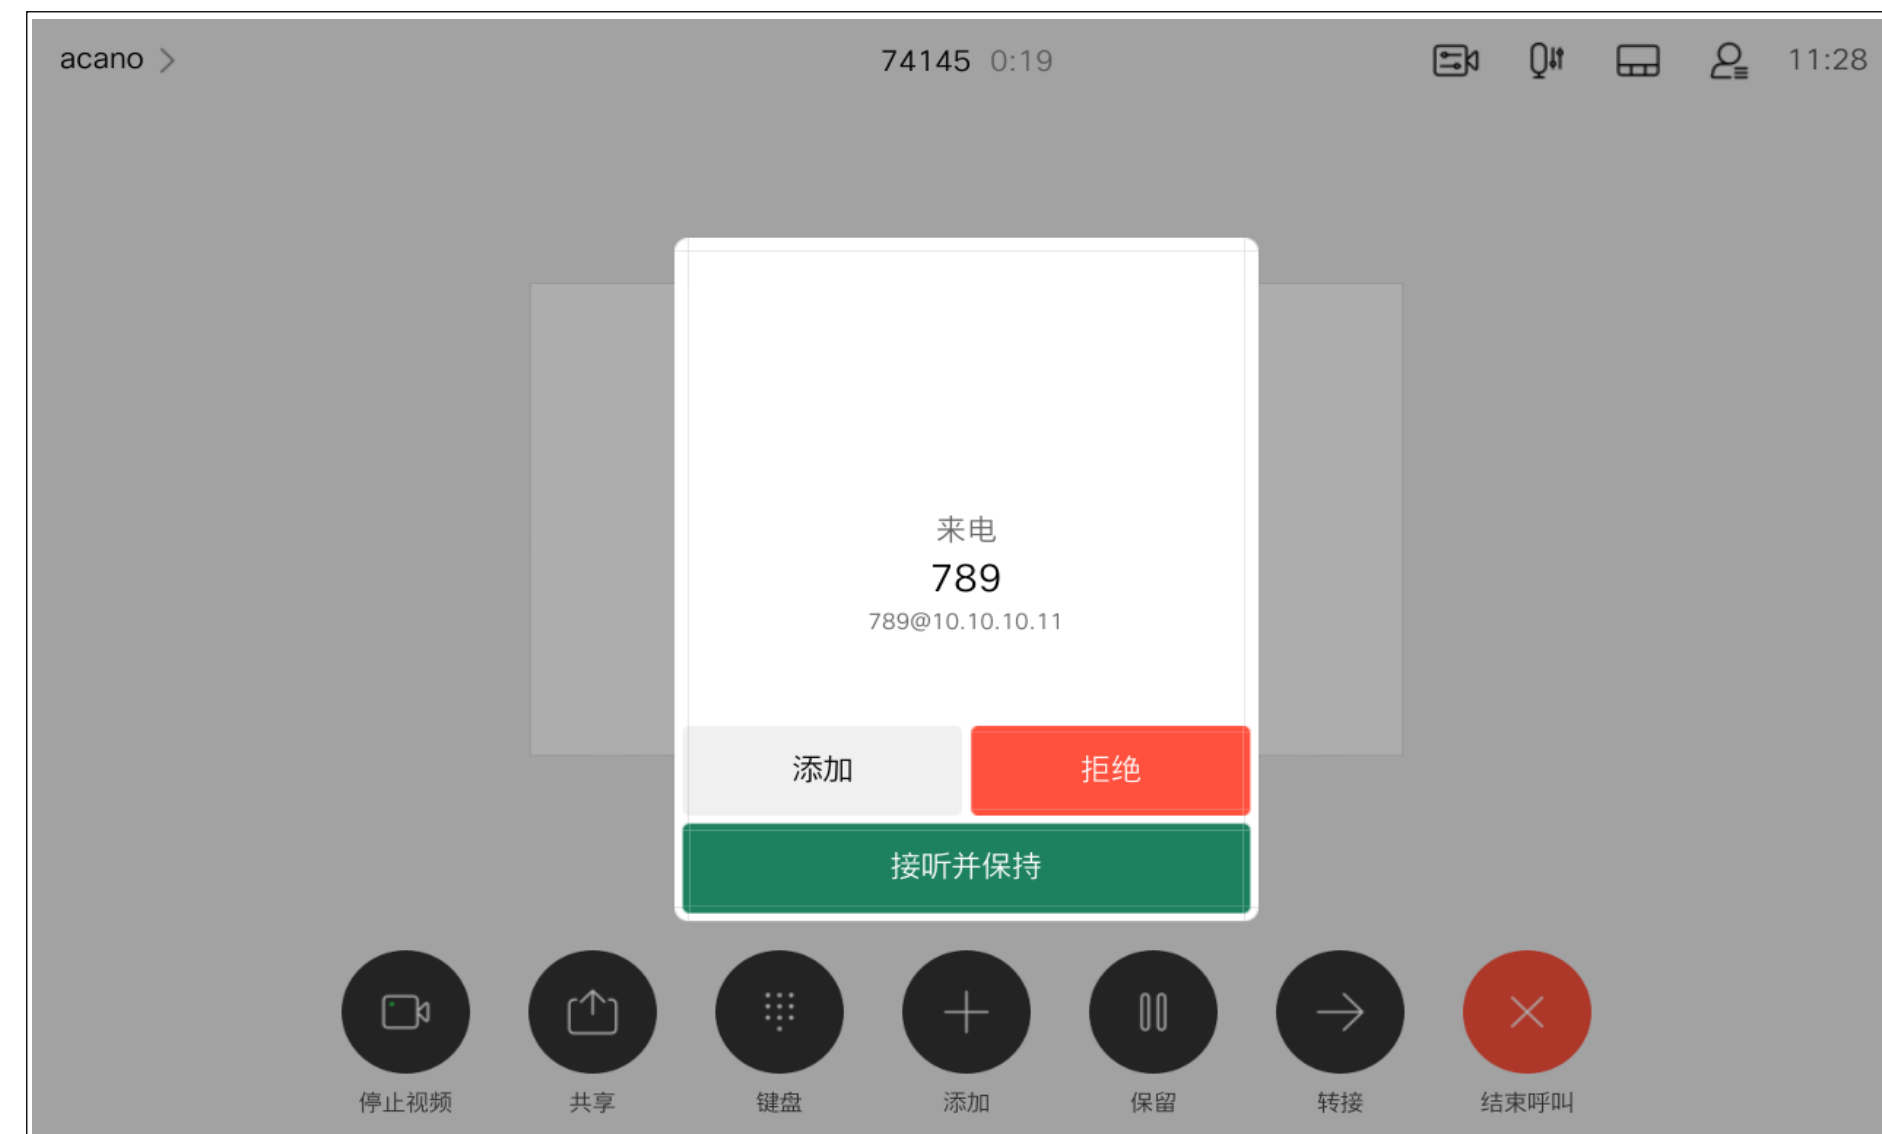 acano
74145 0:19
11:28
来电
789
789@10.10.10.11
添加
拒绝
接听并保持
停止视频
共享
键盘
添加
保留
转接
结束呼叫